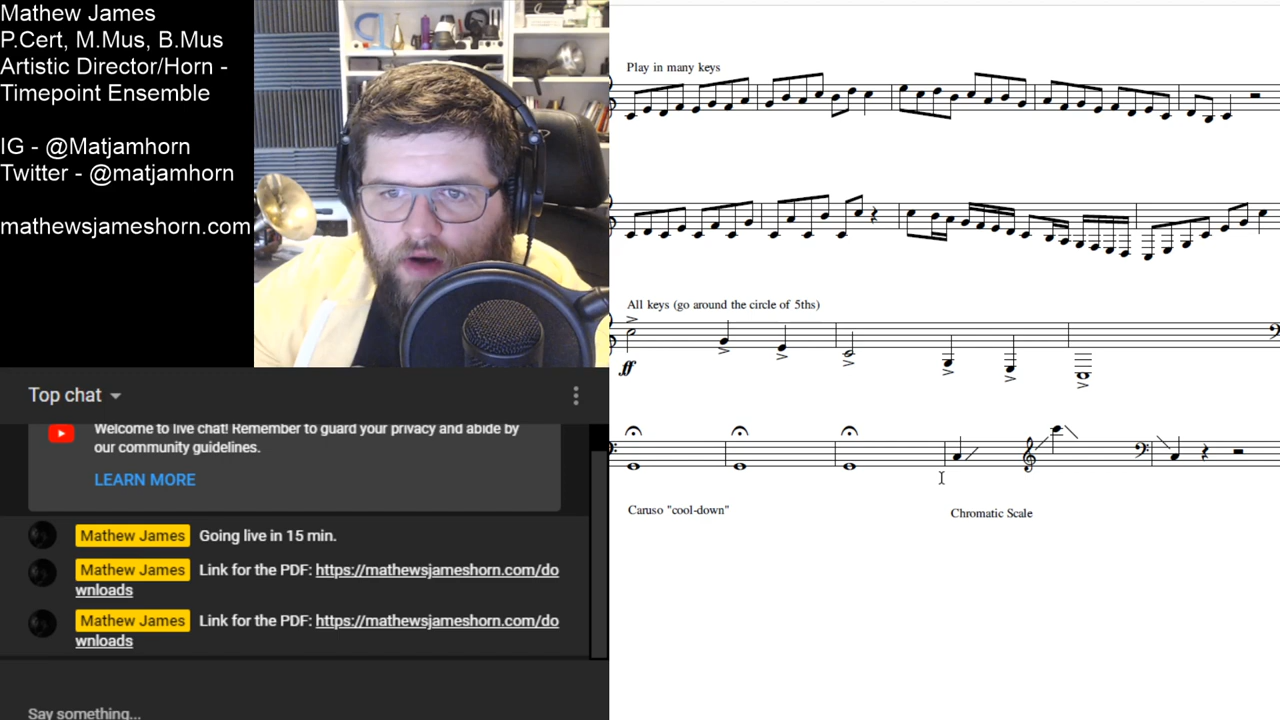 Mathew James
P.Cert, M.Mus, B.Mus
Artistic Director/Horn -
Timepoint Ensemble
IG - @Matjamhorn
Twitter - @matjamhorn
mathewsjameshorn.com
Top chat
Welcome to live chat! Remember to guard your privacy and abide by
our community guidelines.
LEARN MORE
Mathew James Going live in 15 min.
Mathew James Link for the PDF: https://mathewsjameshorn.com/do
wnloads
Mathew James Link for the PDF: https://mathewsjameshorn.com/do
wnloads
Say something...
Play in many keys
All keys (go around the circle of 5ths)
ff
Caruso "cool-down"
Chromatic Scale